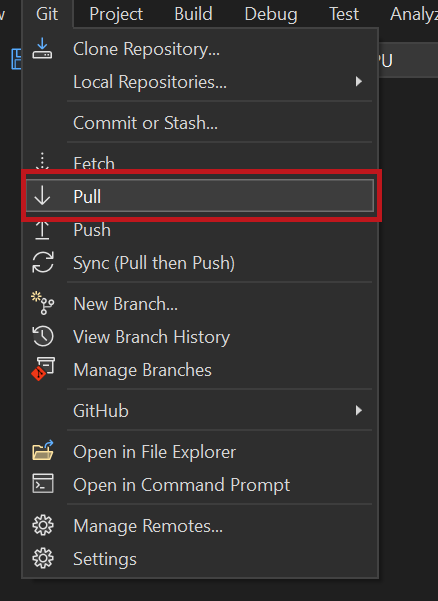 Git Project Build Debug Test Analyz
Clone Repository...
PU
Local Repositories...
Commit or Stash...
Fetch
Pull
Push
Sync (Pull then Push)
New Branch...
View Branch History
Manage Branches
GitHub
Open in File Explorer
Open in Command Prompt
Manage Remotes...
Settings